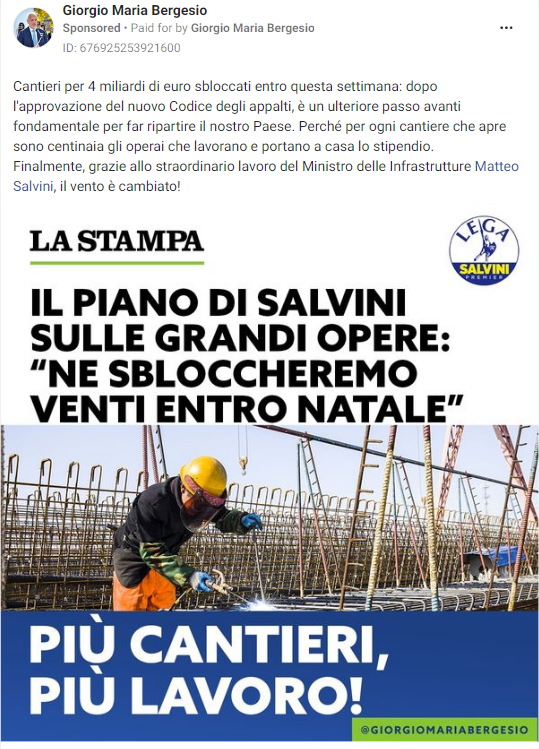 Giorgio Maria Bergesio
Sponsored • Paid for by Giorgio Maria Bergesio
ID: 676925253921600
Cantieri per 4 miliardi di euro sbloccati entro questa settimana: dopo
l'approvazione del nuovo Codice degli appalti, è un ulteriore passo avanti
fondamentale per far ripartire il nostro Paese. Perché per ogni cantiere che apre
sono centinaia gli operai che lavorano e portano a casa lo stipendio.
Finalmente, grazie allo straordinario lavoro del Ministro delle Infrastrutture Matteo
Salvini, il vento è cambiato!
LA STAMPA
LEGA
SALVINI
PREMIER
IL PIANO DI SALVINI
SULLE GRANDI OPERE:
“NE SBLOCCHEREMO
VENTI ENTRO NATALE”
PIÙ CANTIERI,
PIÙ LAVORO!
@GIORGIOMARIABERGESIO